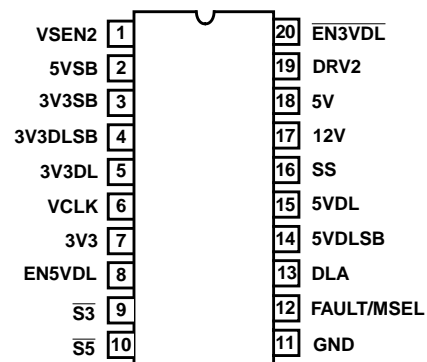 VSEN2 1
5VSB 2
3V3SB 3
3V3DLSB 4
3V3DL 5
VCLK 6
3V3 7
EN5VDL 8
S3 9
S5 10
20 EN3VDL
19 DRV2
18 5V
17 12V
16 SS
15 5VDL
14 5VDLSB
13 DLA
12 FAULT/MSEL
11 GND